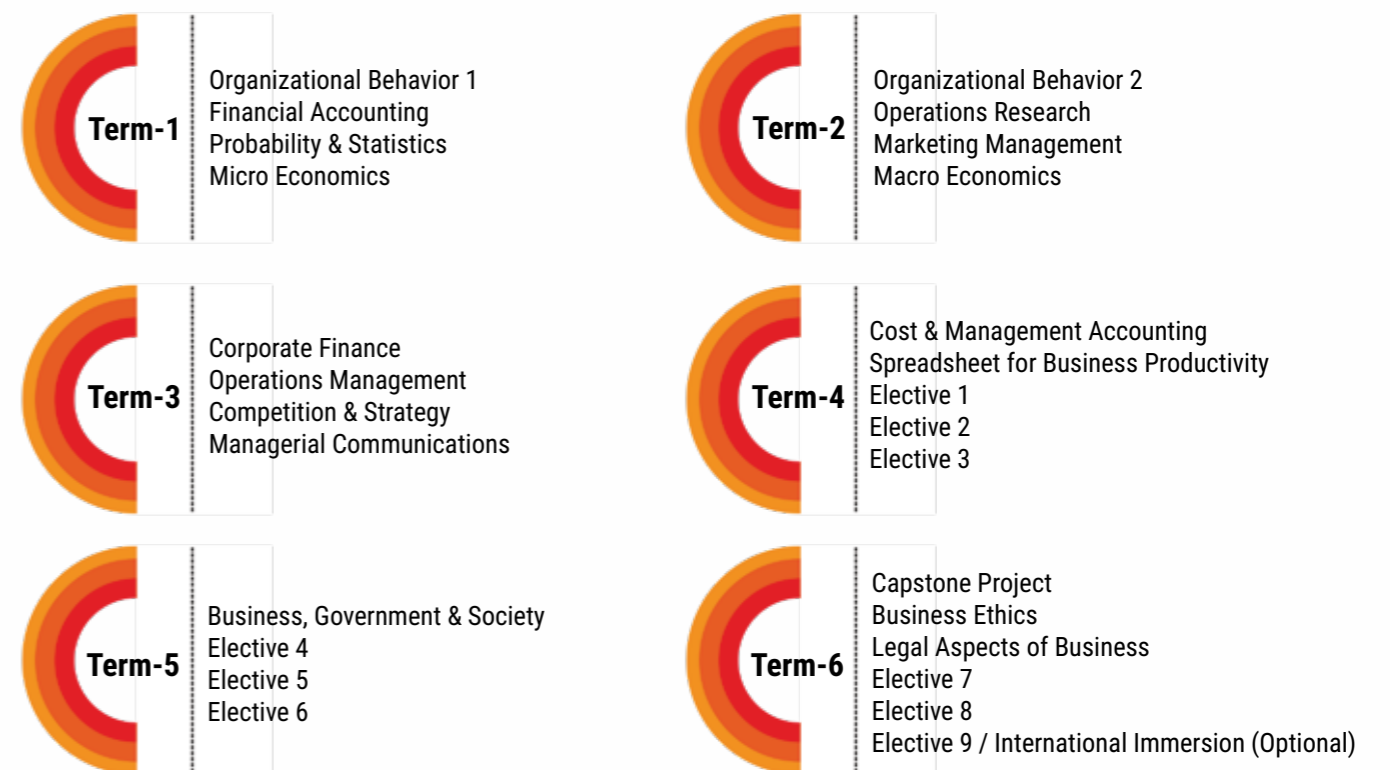 Term-1
Organizational Behavior 1
Financial Accounting
Probability & Statistics
Micro Economics
Term-2
Organizational Behavior 2
Operations Research
Marketing Management
Macro Economics
Term-3
Corporate Finance
Operations Management
Competition & Strategy
Managerial Communications
Term-4
Cost & Management Accounting
Spreadsheet for Business Productivity
Elective 1
Elective 2
Elective 3
Term-5
Business, Government & Society
Elective 4
Elective 5
Elective 6
Term-6
Capstone Project
Business Ethics
Legal Aspects of Business
Elective 7
Elective 8
Elective 9 / International Immersion (Optional)